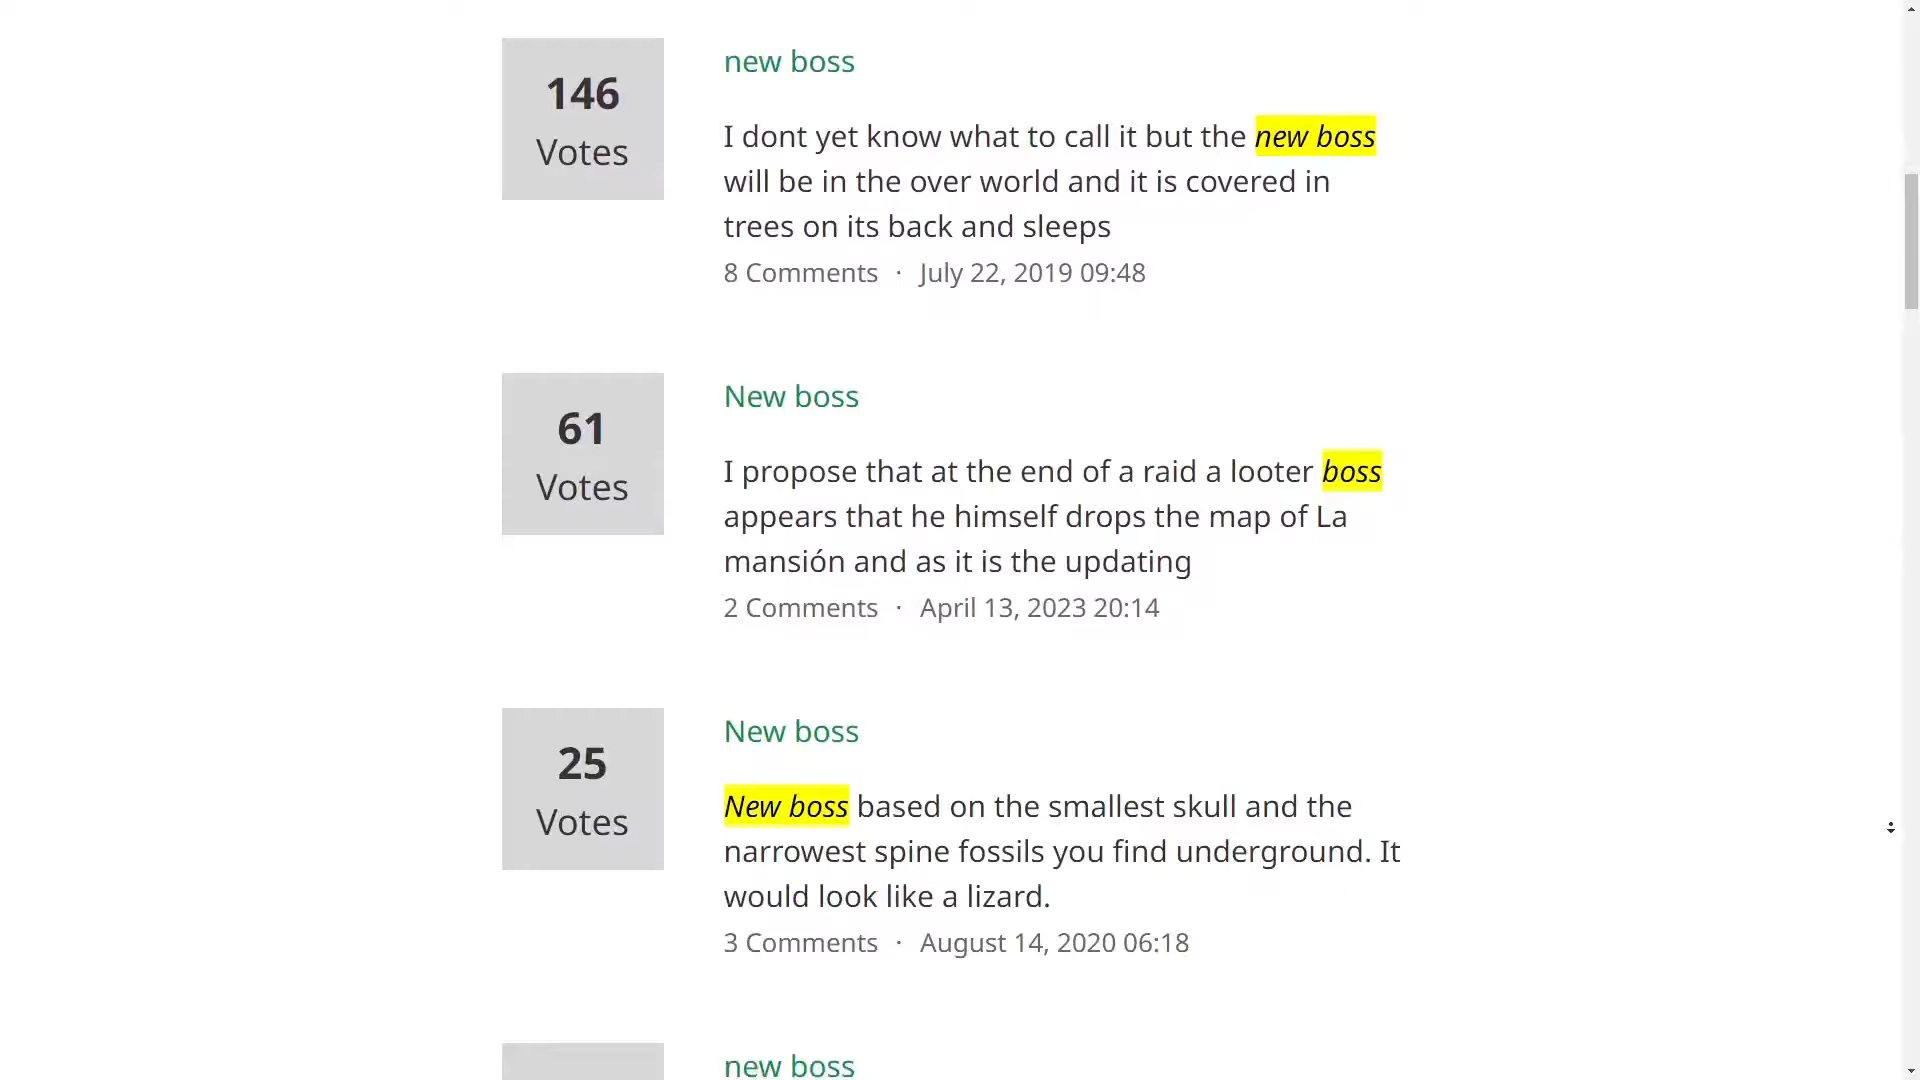 146
Votes
new boss
I dont yet know what to call it but the new boss
will be in the over world and it is covered in
trees on its back and sleeps
8 Comments · July 22, 2019 09:48
61
Votes
New boss
I propose that at the end of a raid a looter boss
appears that he himself drops the map of La
mansión and as it is the updating
2 Comments · April 13, 2023 20:14
25
Votes
New boss
New boss based on the smallest skull and the
narrowest spine fossils you find underground. It
would look like a lizard.
3 Comments · August 14, 2020 06:18
new boss